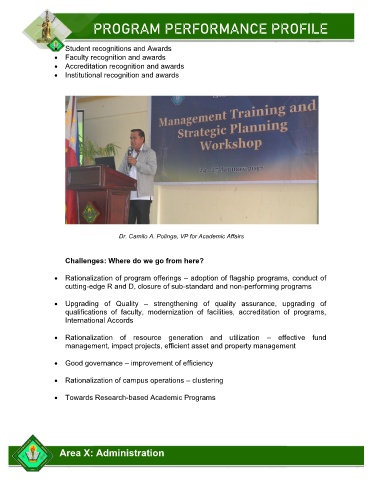 PROGRAM PERFORMANCE PROFILE
Student recognitions and Awards
• Faculty recognition and awards
• Accreditation recognition and awards
• Institutional recognition and awards
Management Training and
Strategic Planning
Workshop
Dr. Camilo A. Polinga, VP for Academic Affairs
Challenges: Where do we go from here?
• Rationalization of program offerings – adoption of flagship programs, conduct of
cutting-edge R and D, closure of sub-standard and non-performing programs
• Upgrading of Quality – strengthening of quality assurance, upgrading of
qualifications of faculty, modernization of facilities, accreditation of programs,
International Accords
• Rationalization of resource generation and utilization – effective fund
management, impact projects, efficient asset and property management
• Good governance – improvement of efficiency
• Rationalization of campus operations – clustering
• Towards Research-based Academic Programs
Area X: Administration